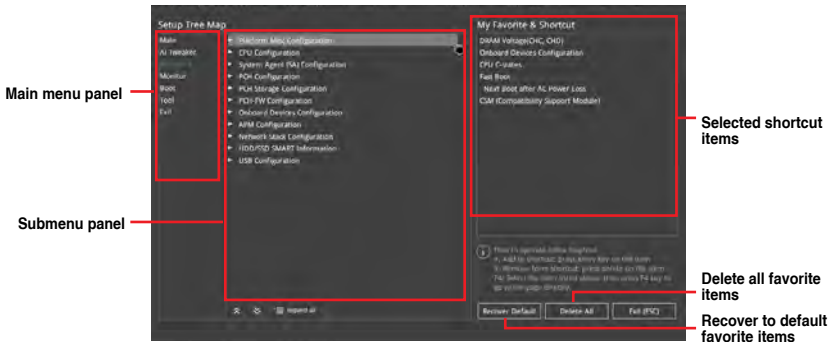 Setup Tree Map
My Favorite & Shortcut
Main
Ai Tweaker
Monitor
Boot
Tool
Exit
Platform Misc Configuration
CPU Configuration
System Agent (SA) Configuration
PCH Configuration
PCH Storage Configuration
PCH-FW Configuration
Onboard Devices Configuration
APM Configuration
Network Stack Configuration
HDD/SSD SMART Information
USB Configuration
DRAM Voltage(CHC, CHD)
Onboard Devices Configuration
CPU C-states
Fast Boot
Next Boot after AC Power Loss
CSM (Compatibility Support Module)
Main menu panel
Selected shortcut
items
Submenu panel
Expand all
Recover Default
Delete All
Exit (ESC)
Delete all favorite
items
Recover to default
favorite items